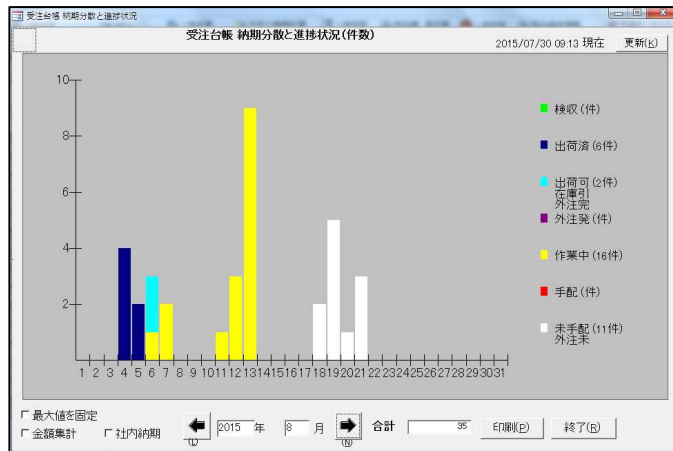 受注台帳 納期分散と進捗状況
受注台帳 納期分散と進捗状況(件数)
2015/07/30 09:13 現在
更新(K)
10
8
6
4
2
1 2 3 4 5 6 7 8 9 10 11 12 13 14 15 16 17 18 19 20 21 22 23 24 25 26 27 28 29 30 31
検収(件)
出荷済(6件)
出荷可(2件)
在庫引
外注完
外注発(件)
作業中(16件)
手配(件)
未手配(11件)
外注未
最大値を固定
金額集計 社内納期
(L) 2015 年 8 月 (N) 合計 35 印刷(P) 終了(R)